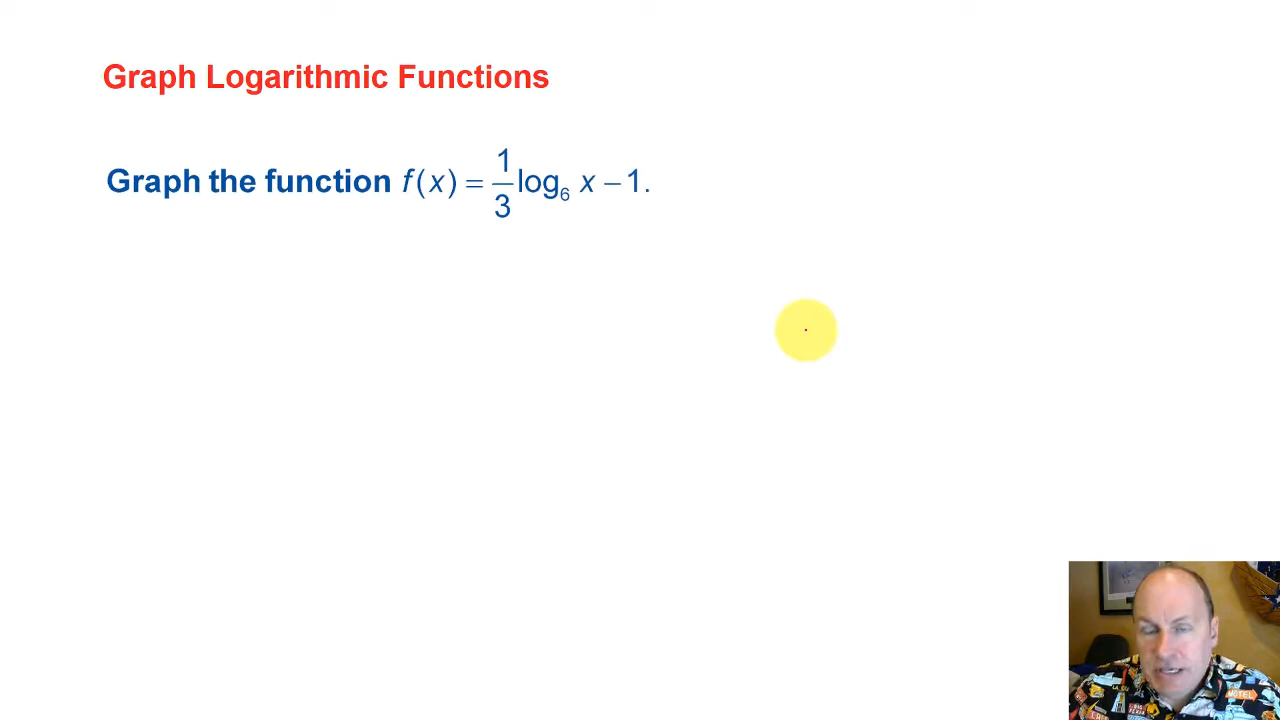 Graph Logarithmic Functions
Graph the function f(x) = 1/3 log₆ x − 1.